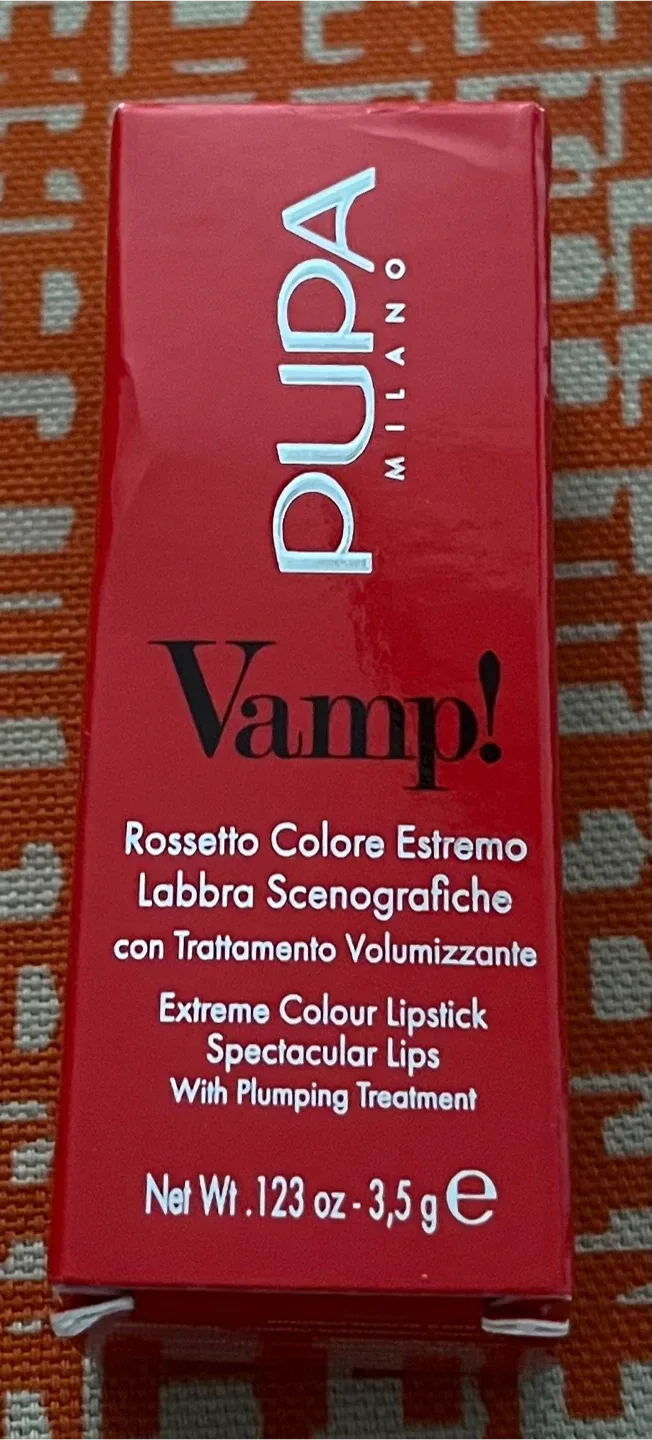 PUPA
MILANO
Vamp!
Rossetto Colore Estremo
Labbra Scenografiche
con Trattamento Volumizzante
Extreme Colour Lipstick
Spectacular Lips
With Plumping Treatment
Net Wt .123 oz - 3,5 g ℮